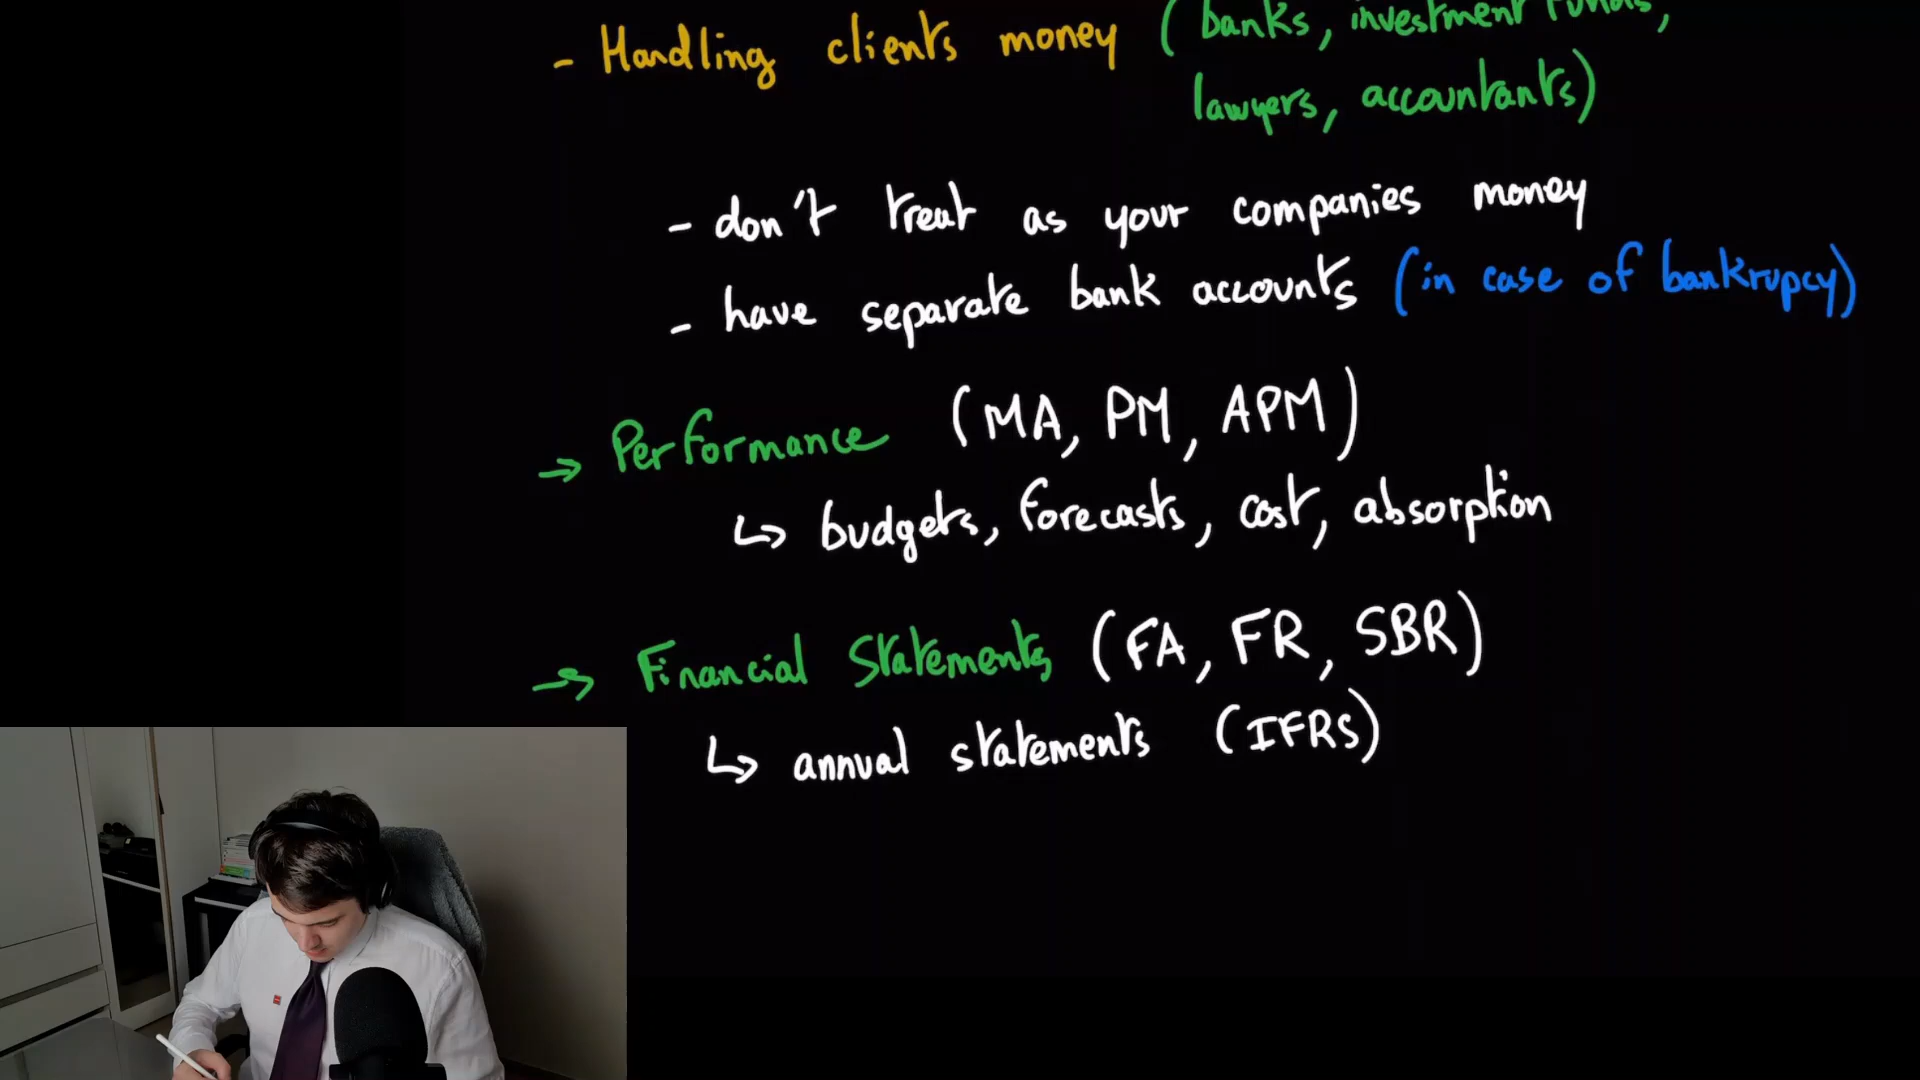 - Handling clients money (banks, investment funds,
lawyers, accountants)
- don't treat as your companies money
- have separate bank accounts (in case of bankrupcy)
→ Performance (MA, PM, APM)
↳ budgets, forecasts, cost, absorption
→ Financial Statements (FA, FR, SBR)
↳ annual statements (IFRS)